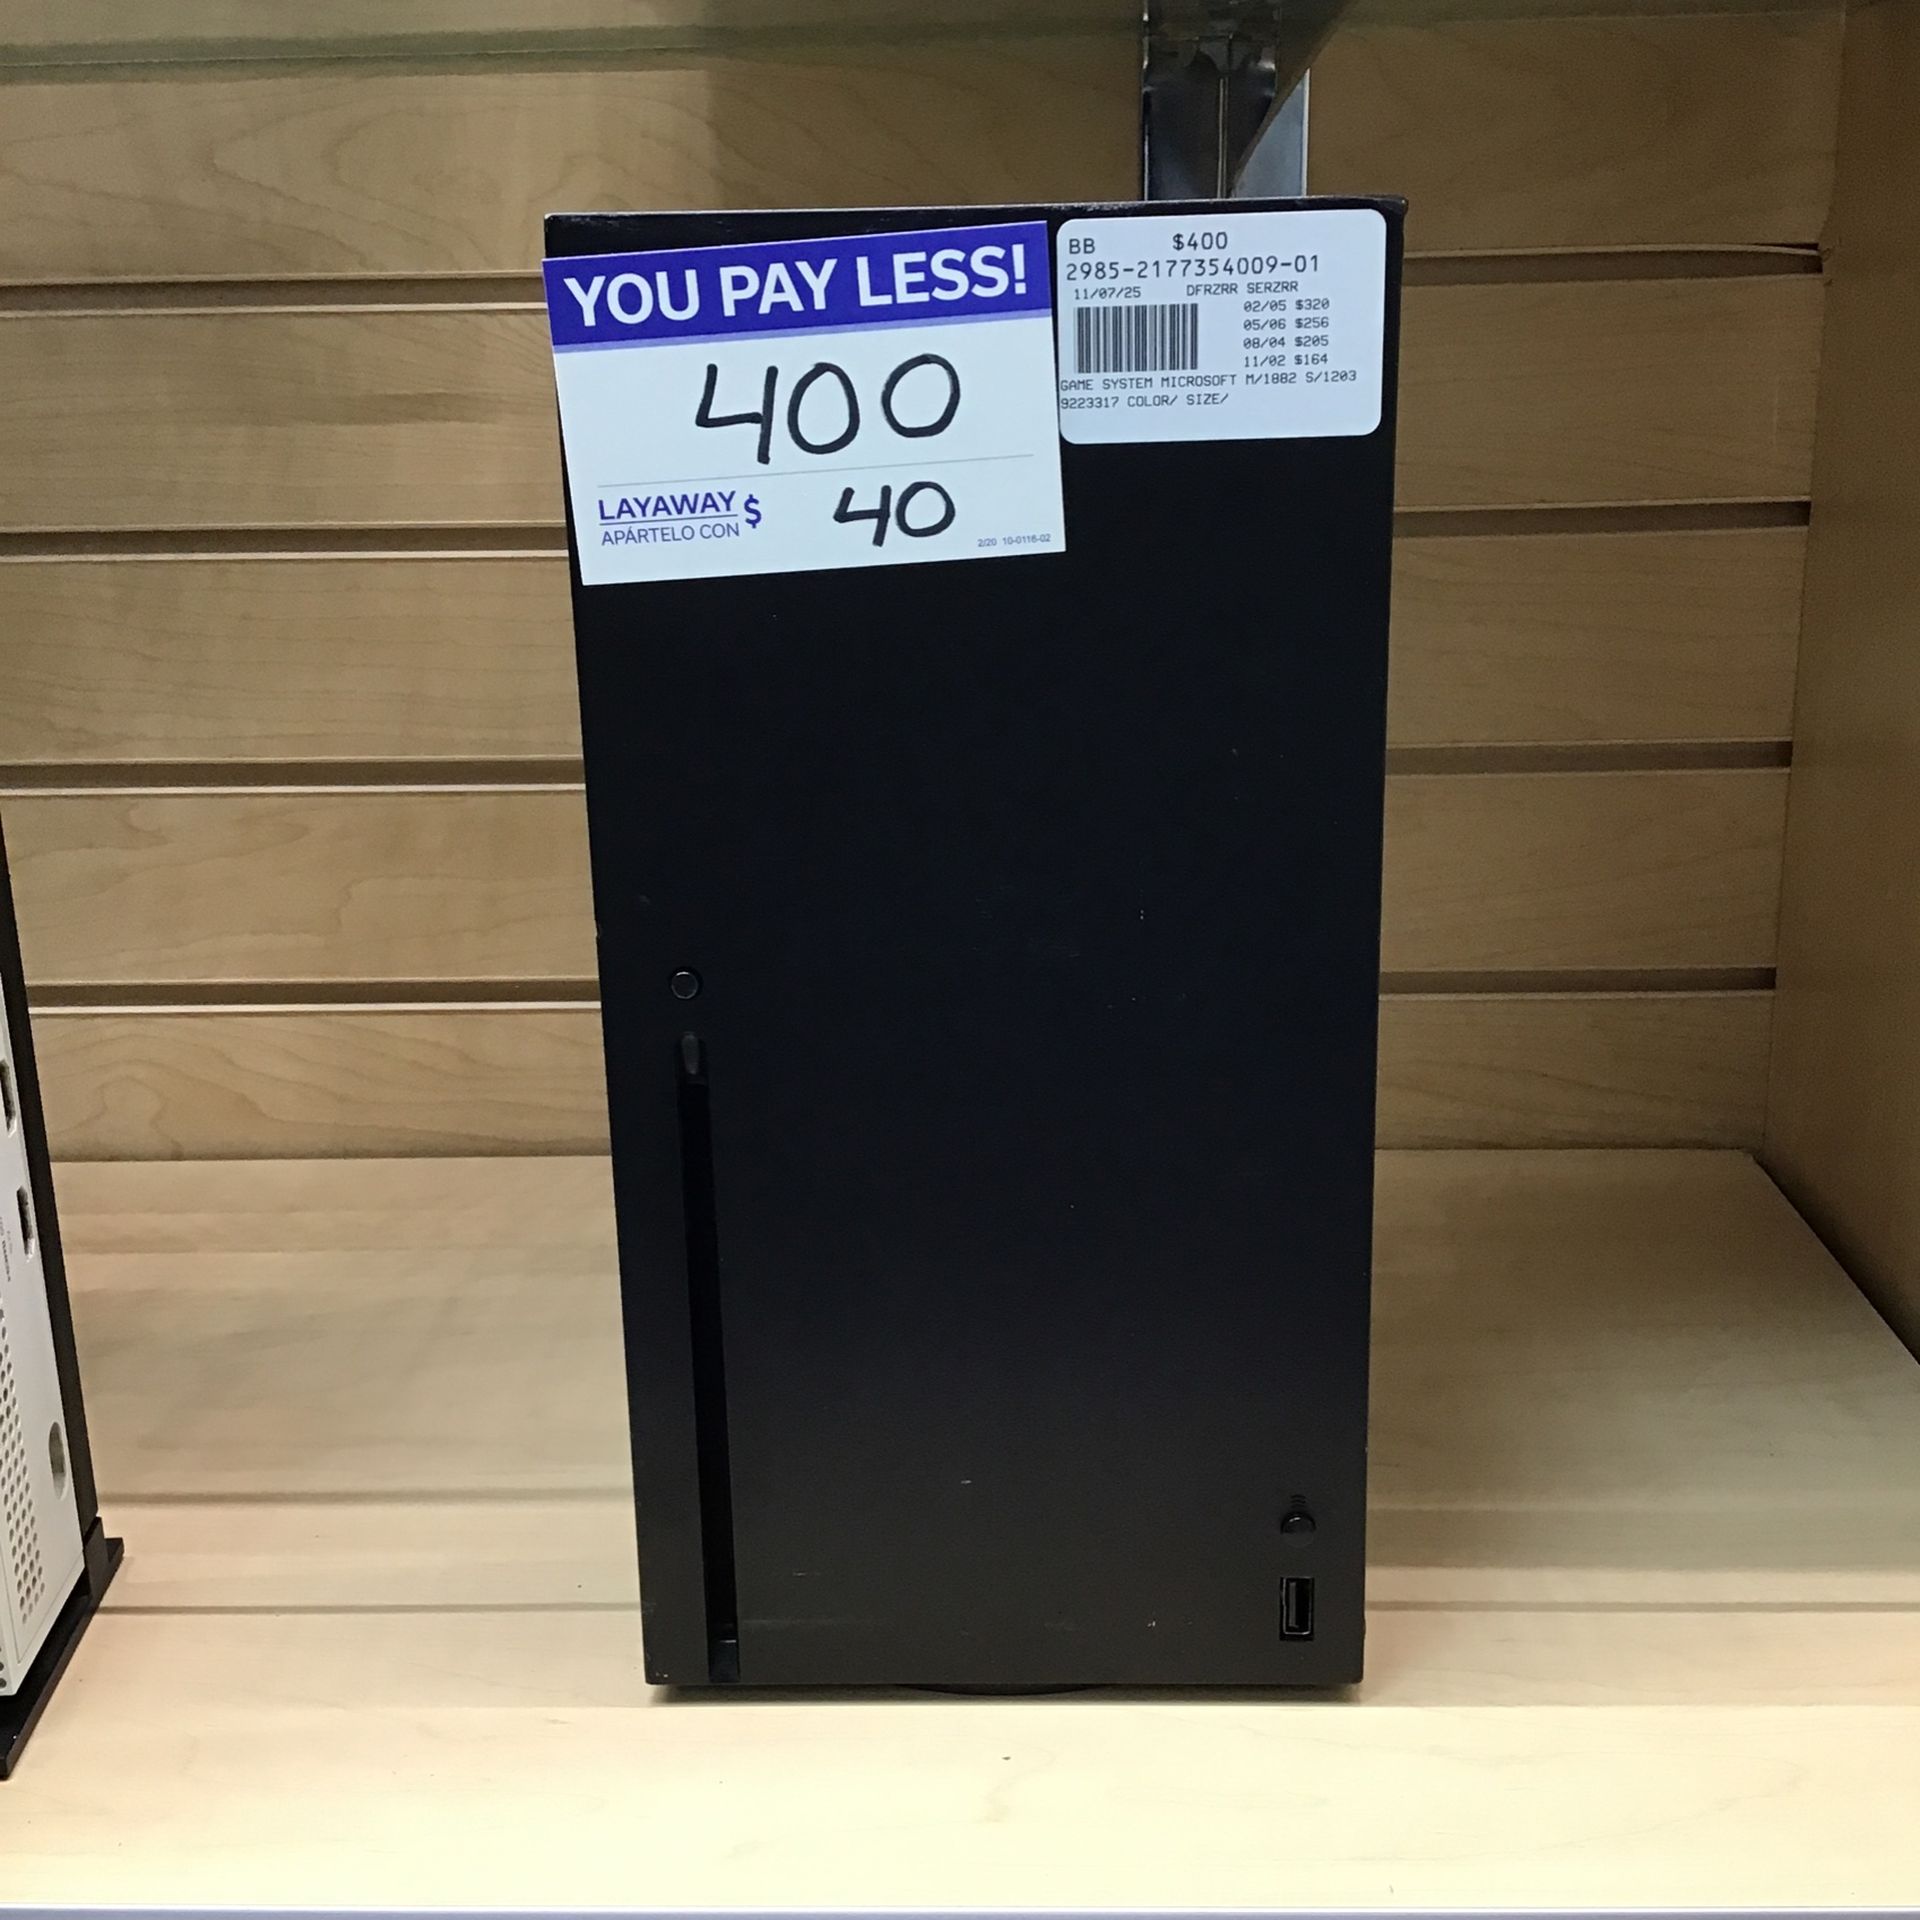 YOU PAY LESS!
400
LAYAWAY $ 40
APÁRTELO CON
2/20 10-0116-02
BB $400
2985-2177354009-01
11/07/25 DFRZRR SERZRR
02/05 $320
05/06 $256
08/04 $205
11/02 $164
GAME SYSTEM MICROSOFT M/1882 S/1203
9223317 COLOR/ SIZE/